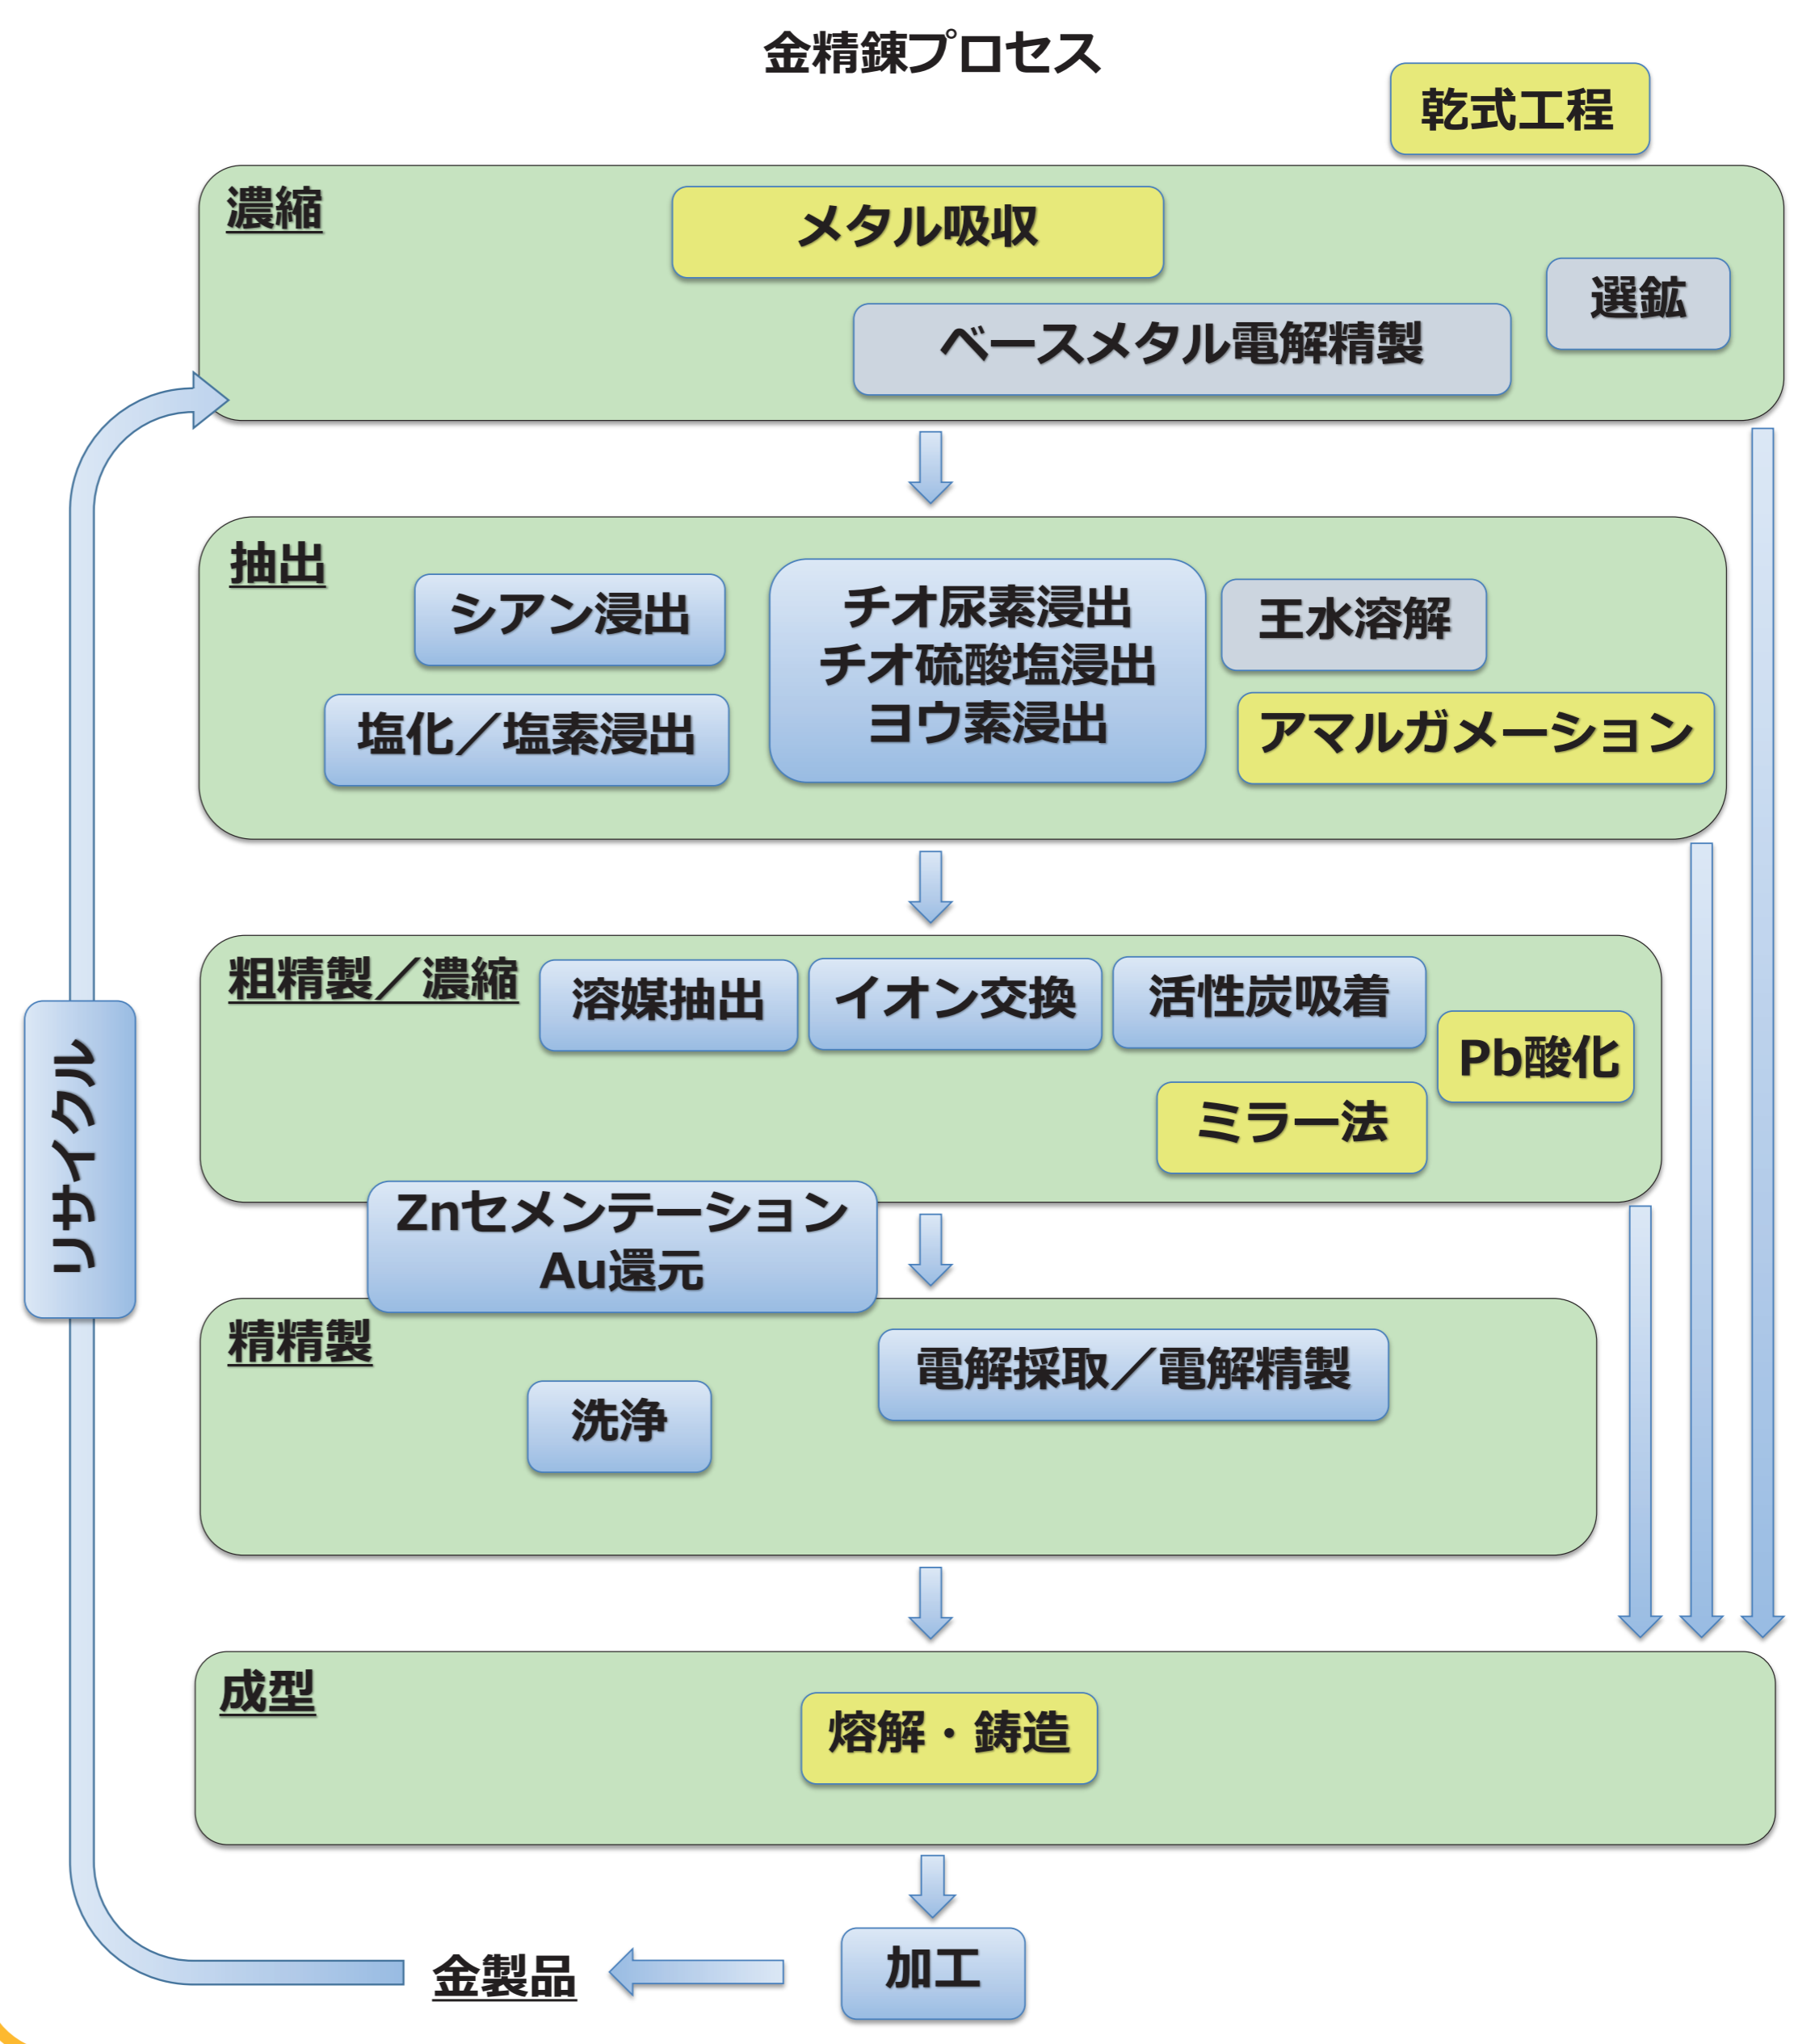 金精錬プロセス
乾式工程
濃縮
メタル吸収
選鉱
ベースメタル電解精製
抽出
シアン浸出
チオ尿素浸出
チオ硫酸塩浸出
ヨウ素浸出
王水溶解
塩化／塩素浸出
アマルガメーション
粗精製／濃縮
溶媒抽出
イオン交換
活性炭吸着
Pb酸化
ミラー法
リサイクル
Znセメンテーション
Au還元
精精製
電解採取／電解精製
洗浄
成型
熔解・鋳造
加工
金製品